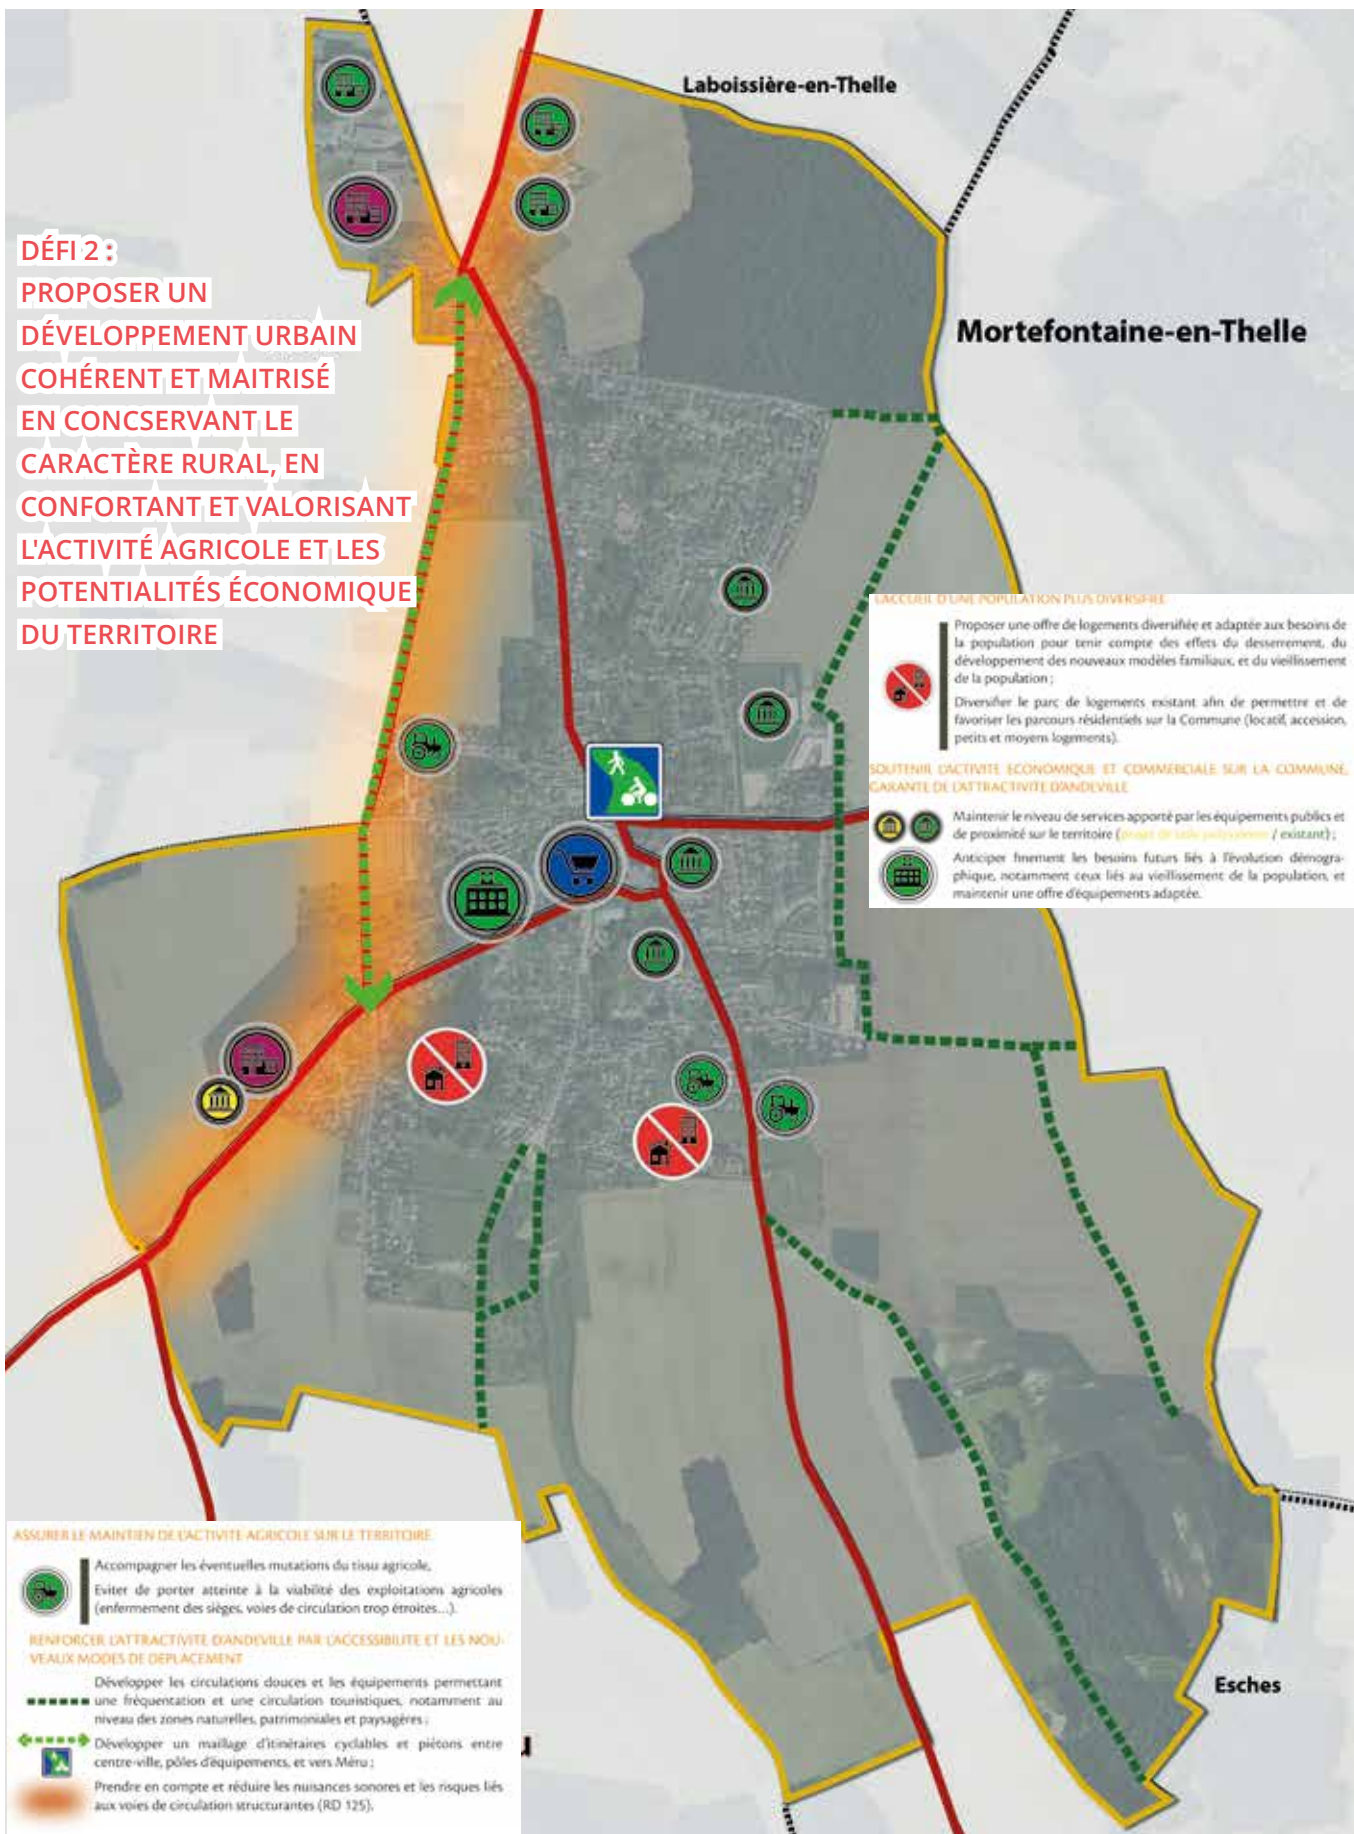 Laboissière-en-Thelle
DÉFI 2 :
PROPOSER UN
DÉVELOPPEMENT URBAIN
COHÉRENT ET MAITRISÉ
EN CONCSERVANT LE
CARACTÈRE RURAL, EN
CONFORTANT ET VALORISANT
L'ACTIVITÉ AGRICOLE ET LES
POTENTIALITÉS ÉCONOMIQUE
DU TERRITOIRE
Mortefontaine-en-Thelle
L'ACCUEIL D'UNE POPULATION PLUS DIVERSIFIEE
Proposer une offre de logements diversifiée et adaptée aux besoins de
la population pour tenir compte des effets du desserrement, du
développement des nouveaux modèles familiaux, et du vieillissement
de la population ;
Diversifier le parc de logements existant afin de permettre et de
favoriser les parcours résidentiels sur la Commune (locatif, accession,
petits et moyens logements).
SOUTENIR L'ACTIVITE ECONOMIQUE ET COMMERCIALE SUR LA COMMUNE,
GARANTE DE L'ATTRACTIVITE D'ANDEVILLE
Maintenir le niveau de services apporté par les équipements publics et
de proximité sur le territoire (projet de salle polyvalente / existant) ;
Anticiper finement les besoins futurs liés à l'évolution démogra-
phique, notamment ceux liés au vieillissement de la population, et
maintenir une offre d'équipements adaptée.
ASSURER LE MAINTIEN DE L'ACTIVITE AGRICOLE SUR LE TERRITOIRE
Accompagner les éventuelles mutations du tissu agricole,
Eviter de porter atteinte à la viabilité des exploitations agricoles
(enfermement des sièges, voies de circulation trop étroites...).
RENFORCER L'ATTRACTIVITE D'ANDEVILLE PAR L'ACCESSIBILITE ET LES NOU-
VEAUX MODES DE DEPLACEMENT
Développer les circulations douces et les équipements permettant
une fréquentation et une circulation touristiques, notamment au
niveau des zones naturelles, patrimoniales et paysagères ;
Développer un maillage d'itinéraires cyclables et piétons entre
centre-ville, pôles d'équipements, et vers Méru ;
Prendre en compte et réduire les nuisances sonores et les risques liés
aux voies de circulation structurantes (RD 125).
Esches